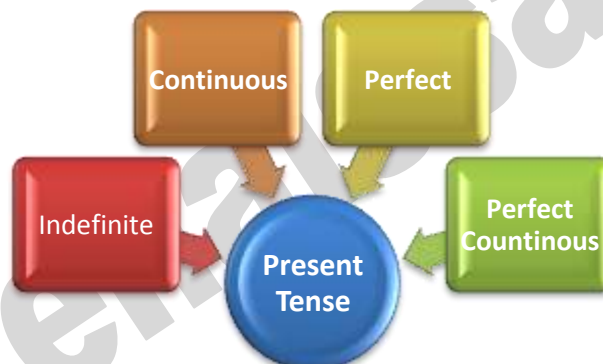 Continuous
Perfect
Indefinite
Perfect
Countinous
Present
Tense